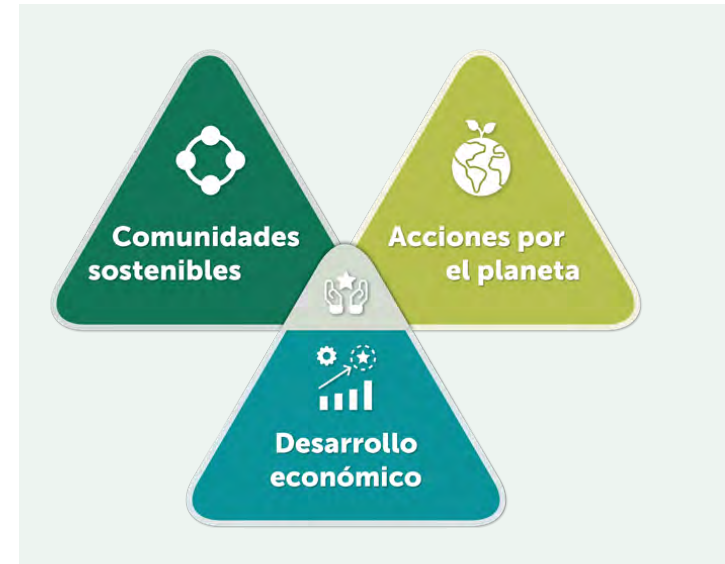 Comunidades
sostenibles
Acciones por
el planeta
Desarrollo
económico